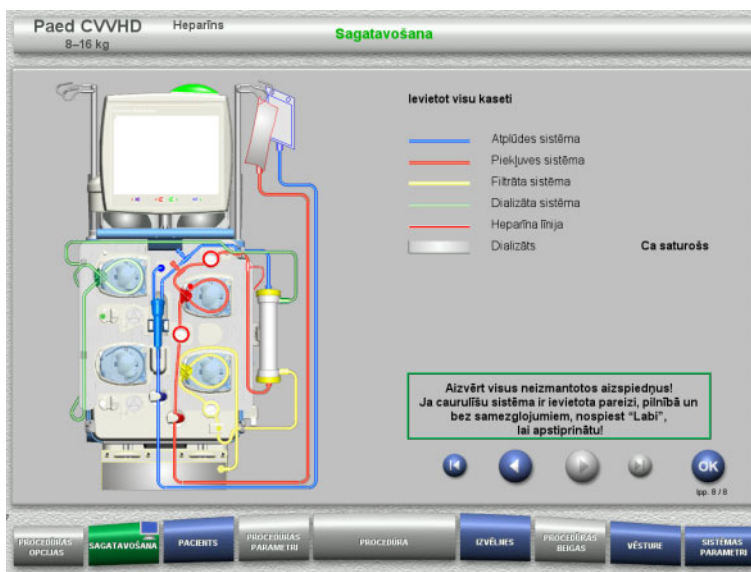 Paed CVVHD
Heparīns
8–16 kg
Sagatavošana
Ievietot visu kaseti
Atplūdes sistēma
Piekļuves sistēma
Filtrāta sistēma
Dializāta sistēma
Heparīna līnija
Dializāts
Ca saturošs
Aizvērt visus neizmantotos aizspiedņus!
Ja caurulīšu sistēma ir ievietota pareizi, pilnībā un
bez samezglojumiem, nospiest “Labi”,
lai apstiprinātu!
OK
lpp. 8 / 8
PROCEDŪRAS
OPCIJAS
SAGATAVOŠANA
PACIENTS
PROCEDŪRAS
PARAMETRI
PROCEDŪRA
IZVĒLNES
PROCEDŪRAS
BEIGAS
VĒSTURE
SISTĒMAS
PARAMETRI